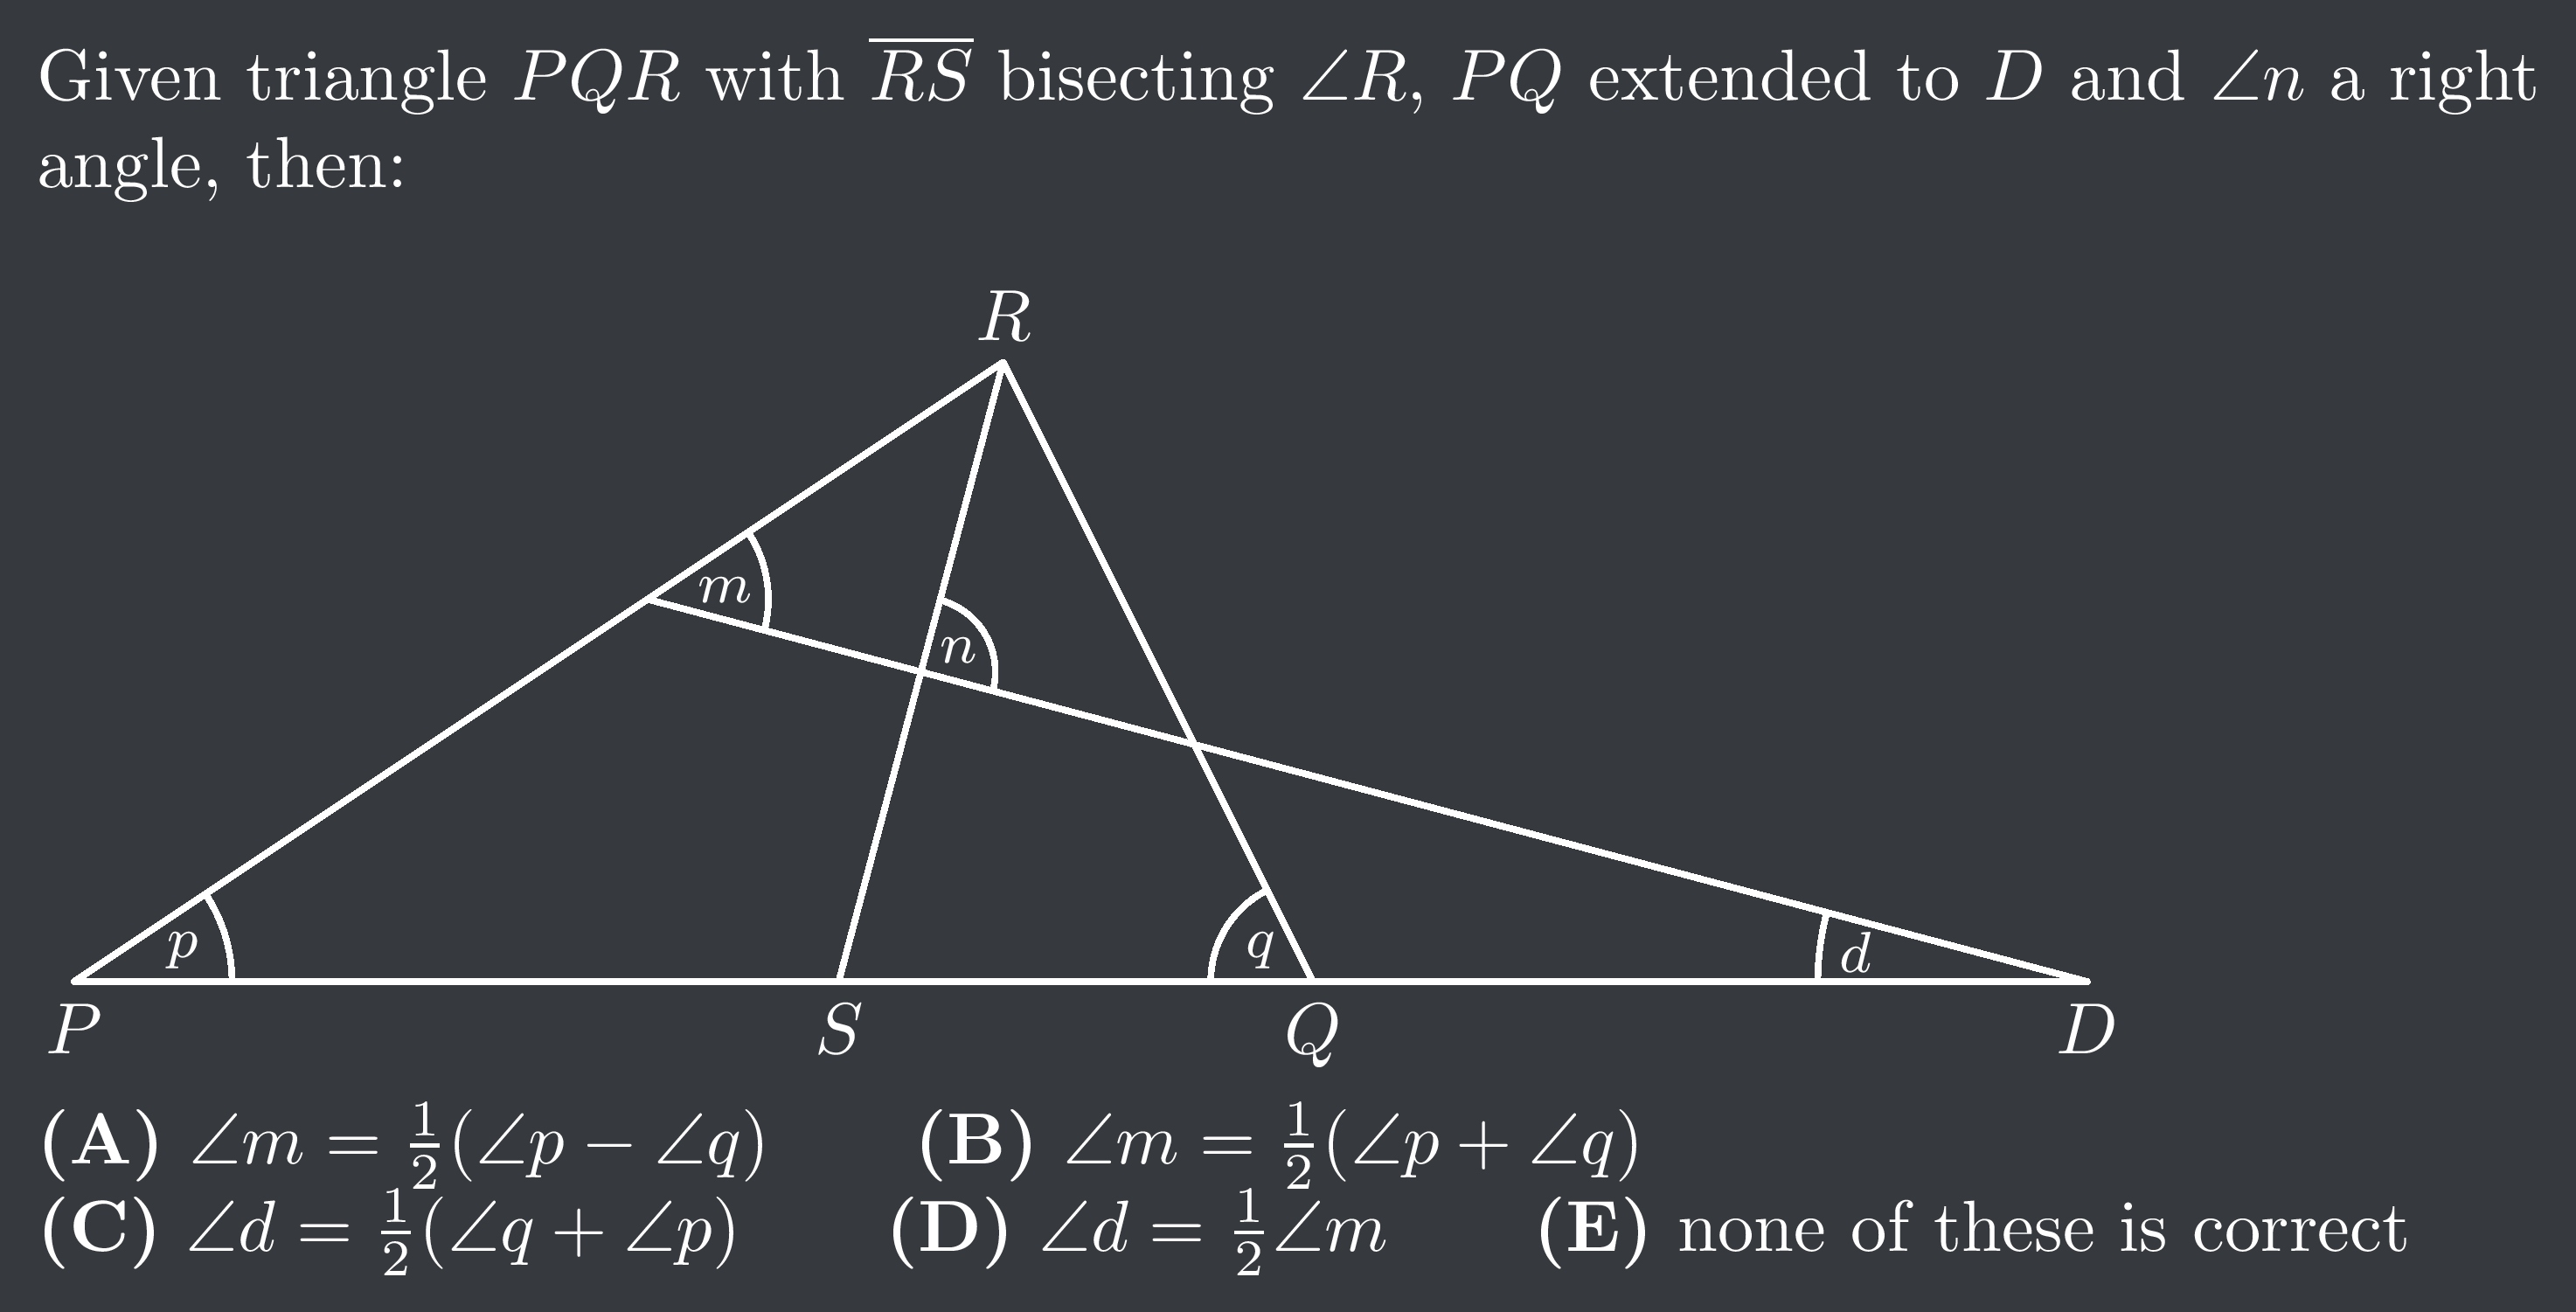 Given triangle $PQR$ with $\overline{RS}$ bisecting $\angle R$, $PQ$ extended to $D$ and $\angle n$ a right
angle, then:
R
m
n
p
q
d
P
S
Q
D
(A) $\angle m = \frac{1}{2}(\angle p - \angle q)$ (B) $\angle m = \frac{1}{2}(\angle p + \angle q)$
(C) $\angle d = \frac{1}{2}(\angle q + \angle p)$ (D) $\angle d = \frac{1}{2}\angle m$ (E) none of these is correct